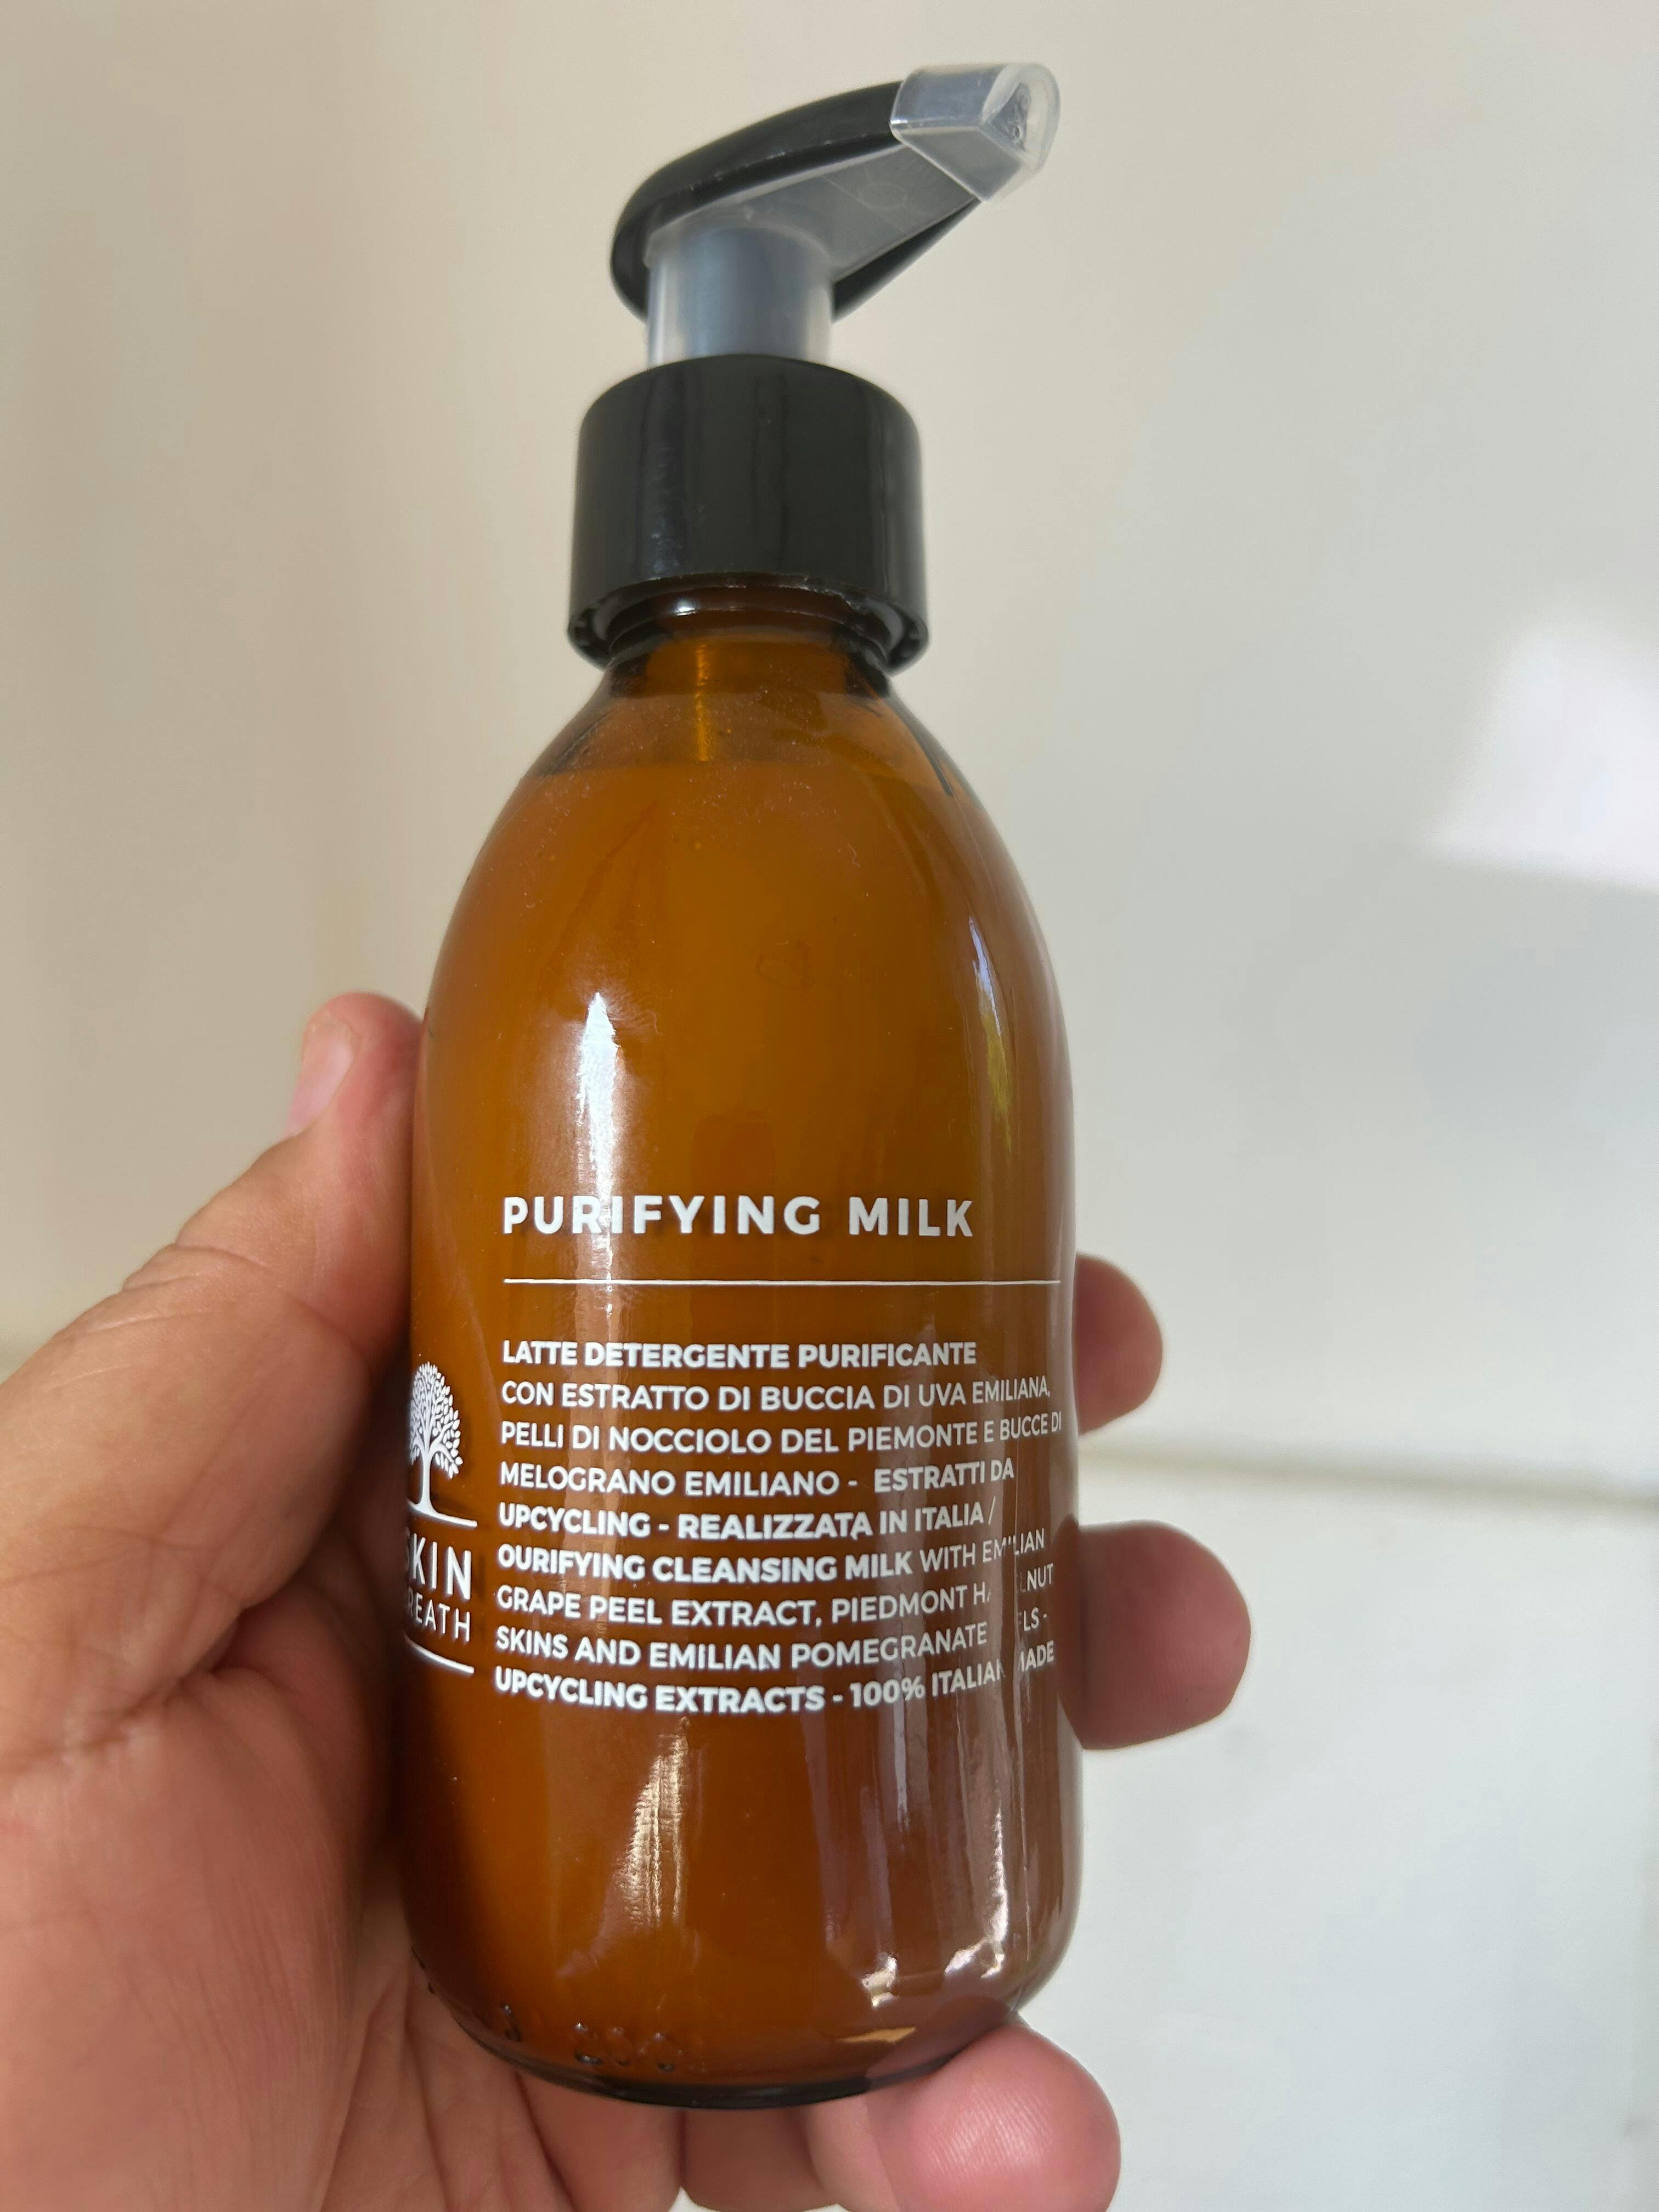 PURIFYING MILK
LATTE DETERGENTE PURIFICANTE
CON ESTRATTO DI BUCCIA DI UVA EMILIANA,
PELLI DI NOCCIOLO DEL PIEMONTE E BUCCE DI
MELOGRANO EMILIANO - ESTRATTI DA
UPCYCLING - REALIZZATA IN ITALIA /
OURIFYING CLEANSING MILK WITH
GRAPE PEEL EXTRACT, PIEDMONT
SKINS AND EMILIAN POMEGRANATE
UPCYCLING EXTRACTS - 100%
SKIN